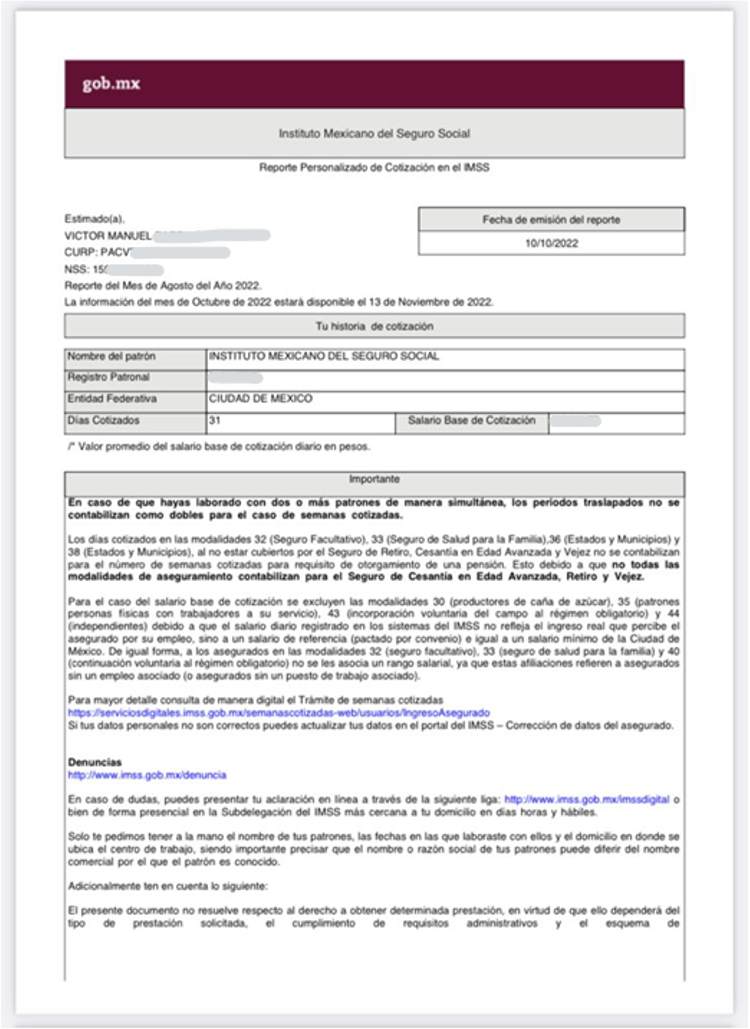 gob.mx
Instituto Mexicano del Seguro Social
Reporte Personalizado de Cotización en el IMSS
Estimado(a),
VICTOR MANUEL
CURP: PACV
NSS: 15
Fecha de emisión del reporte
10/10/2022
Reporte del Mes de Agosto del Año 2022.
La información del mes de Octubre de 2022 estará disponible el 13 de Noviembre de 2022.
Tu historia de cotización
Nombre del patrón INSTITUTO MEXICANO DEL SEGURO SOCIAL
Registro Patronal
Entidad Federativa CIUDAD DE MEXICO
Días Cotizados 31 Salario Base de Cotización
/* Valor promedio del salario base de cotización diario en pesos.
Importante
En caso de que hayas laborado con dos o más patrones de manera simultánea, los periodos traslapados no se
contabilizan como dobles para el caso de semanas cotizadas.
Los días cotizados en las modalidades 32 (Seguro Facultativo), 33 (Seguro de Salud para la Familia),36 (Estados y Municipios) y
38 (Estados y Municipios), al no estar cubiertos por el Seguro de Retiro, Cesantía en Edad Avanzada y Vejez no se contabilizan
para el número de semanas cotizadas para requisito de otorgamiento de una pensión. Esto debido a que no todas las
modalidades de aseguramiento contabilizan para el Seguro de Cesantía en Edad Avanzada, Retiro y Vejez.
Para el caso del salario base de cotización se excluyen las modalidades 30 (productores de caña de azúcar), 35 (patrones
personas físicas con trabajadores a su servicio), 43 (incorporación voluntaria del campo al régimen obligatorio) y 44
(independientes) debido a que el salario diario registrado en los sistemas del IMSS no refleja el ingreso real que percibe el
asegurado por su empleo, sino a un salario de referencia (pactado por convenio) e igual a un salario mínimo de la Ciudad de
México. De igual forma, a los asegurados en las modalidades 32 (seguro facultativo), 33 (seguro de salud para la familia) y 40
(continuación voluntaria al régimen obligatorio) no se les asocia un rango salarial, ya que estas afiliaciones refieren a asegurados
sin un empleo asociado (o asegurados sin un puesto de trabajo asociado).
Para mayor detalle consulta de manera digital el Trámite de semanas cotizadas
https://serviciosdigitales.imss.gob.mx/semanascotizadas-web/usuarios/IngresoAsegurado
Si tus datos personales no son correctos puedes actualizar tus datos en el portal del IMSS – Corrección de datos del asegurado.
Denuncias
http://www.imss.gob.mx/denuncia
En caso de dudas, puedes presentar tu aclaración en línea a través de la siguiente liga: http://www.imss.gob.mx/imssdigital o
bien de forma presencial en la Subdelegación del IMSS más cercana a tu domicilio en días horas y hábiles.
Solo te pedimos tener a la mano el nombre de tus patrones, las fechas en las que laboraste con ellos y el domicilio en donde se
ubica el centro de trabajo, siendo importante precisar que el nombre o razón social de tus patrones puede diferir del nombre
comercial por el que el patrón es conocido.
Adicionalmente ten en cuenta lo siguiente:
El presente documento no resuelve respecto al derecho a obtener determinada prestación, en virtud de que ello dependerá del
tipo de prestación solicitada, el cumplimiento de requisitos administrativos y el esquema de